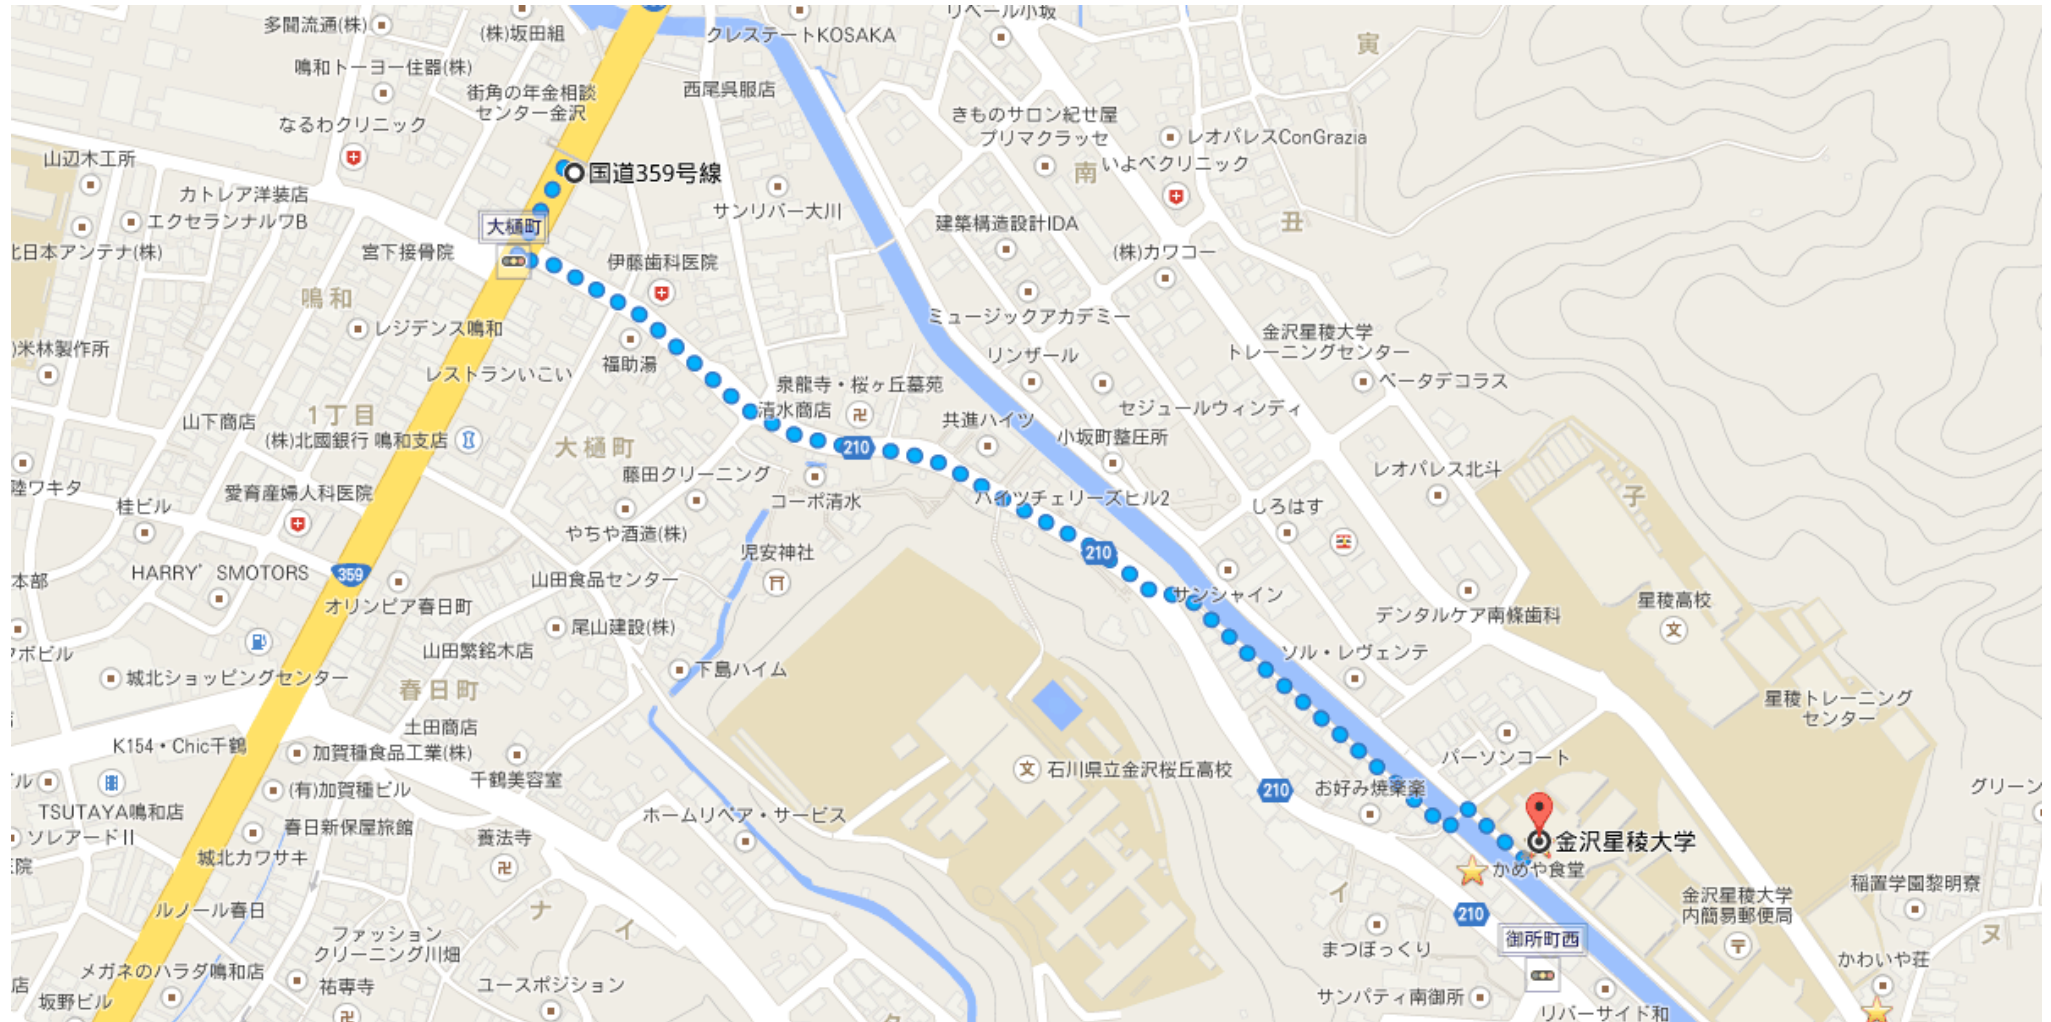 多聞流通(株)
(株)坂田組
クレステートKOSAKA
リベール小坂
寅
鳴和トーヨー住器(株)
街角の年金相談
センター金沢
西尾呉服店
なるわクリニック
きものサロン紀せ屋
プリマクラッセ
レオパレスConGrazia
山辺木工所
南
いよべクリニック
国道359号線
カトレア洋装店
エクセランナルワB
大樋町
サンリバー大川
建築構造設計IDA
丑
北日本アンテナ(株)
宮下接骨院
伊藤歯科医院
(株)カワコー
鳴和
レジデンス鳴和
ミュージックアカデミー
金沢星稜大学
トレーニングセンター
)米林製作所
福助湯
リンザール
レストランいこい
泉龍寺・桜ヶ丘墓苑
ベータデコラス
清水商店
セジュールウィンディ
1丁目
山下商店
(株)北國銀行 鳴和支店
大樋町
210
共進ハイツ
小坂町整圧所
藤田クリーニング
レオパレス北斗
陸ワキタ
愛育産婦人科医院
コーポ清水
ハイツチェリーズヒル2
子
桂ビル
しろはす
やちや酒造(株)
児安神社
210
本部
HARRY’SMOTORS
359
山田食品センター
サンシャイン
オリンピア春日町
星稜高校
デンタルケア南條歯科
尾山建設(株)
クボビル
山田繁銘木店
ソル・レヴェンテ
城北ショッピングセンター
下島ハイム
春日町
星稜トレーニング
センター
土田商店
K154・Chic千鶴
加賀種食品工業(株)
パーソンコート
石川県立金沢桜丘高校
ビル
千鶴美容室
(有)加賀種ビル
210
お好み焼楽楽
グリーン
TSUTAYA鳴和店
ホームリペア・サービス
ソレアードⅡ
春日新保屋旅館
養法寺
金沢星稜大学
医院
城北カワサキ
かめや食堂
金沢星稜大学
内簡易郵便局
稲置学園黎明寮
イ
ルノール春日
ナ
210
イ
ファッション
クリーニング川畑
まつぼっくり
御所町西
ヌ
メガネのハラダ鳴和店
かわいや荘
店
坂野ビル
祐専寺
ユースポジション
サンパティ南御所
リバーサイド和